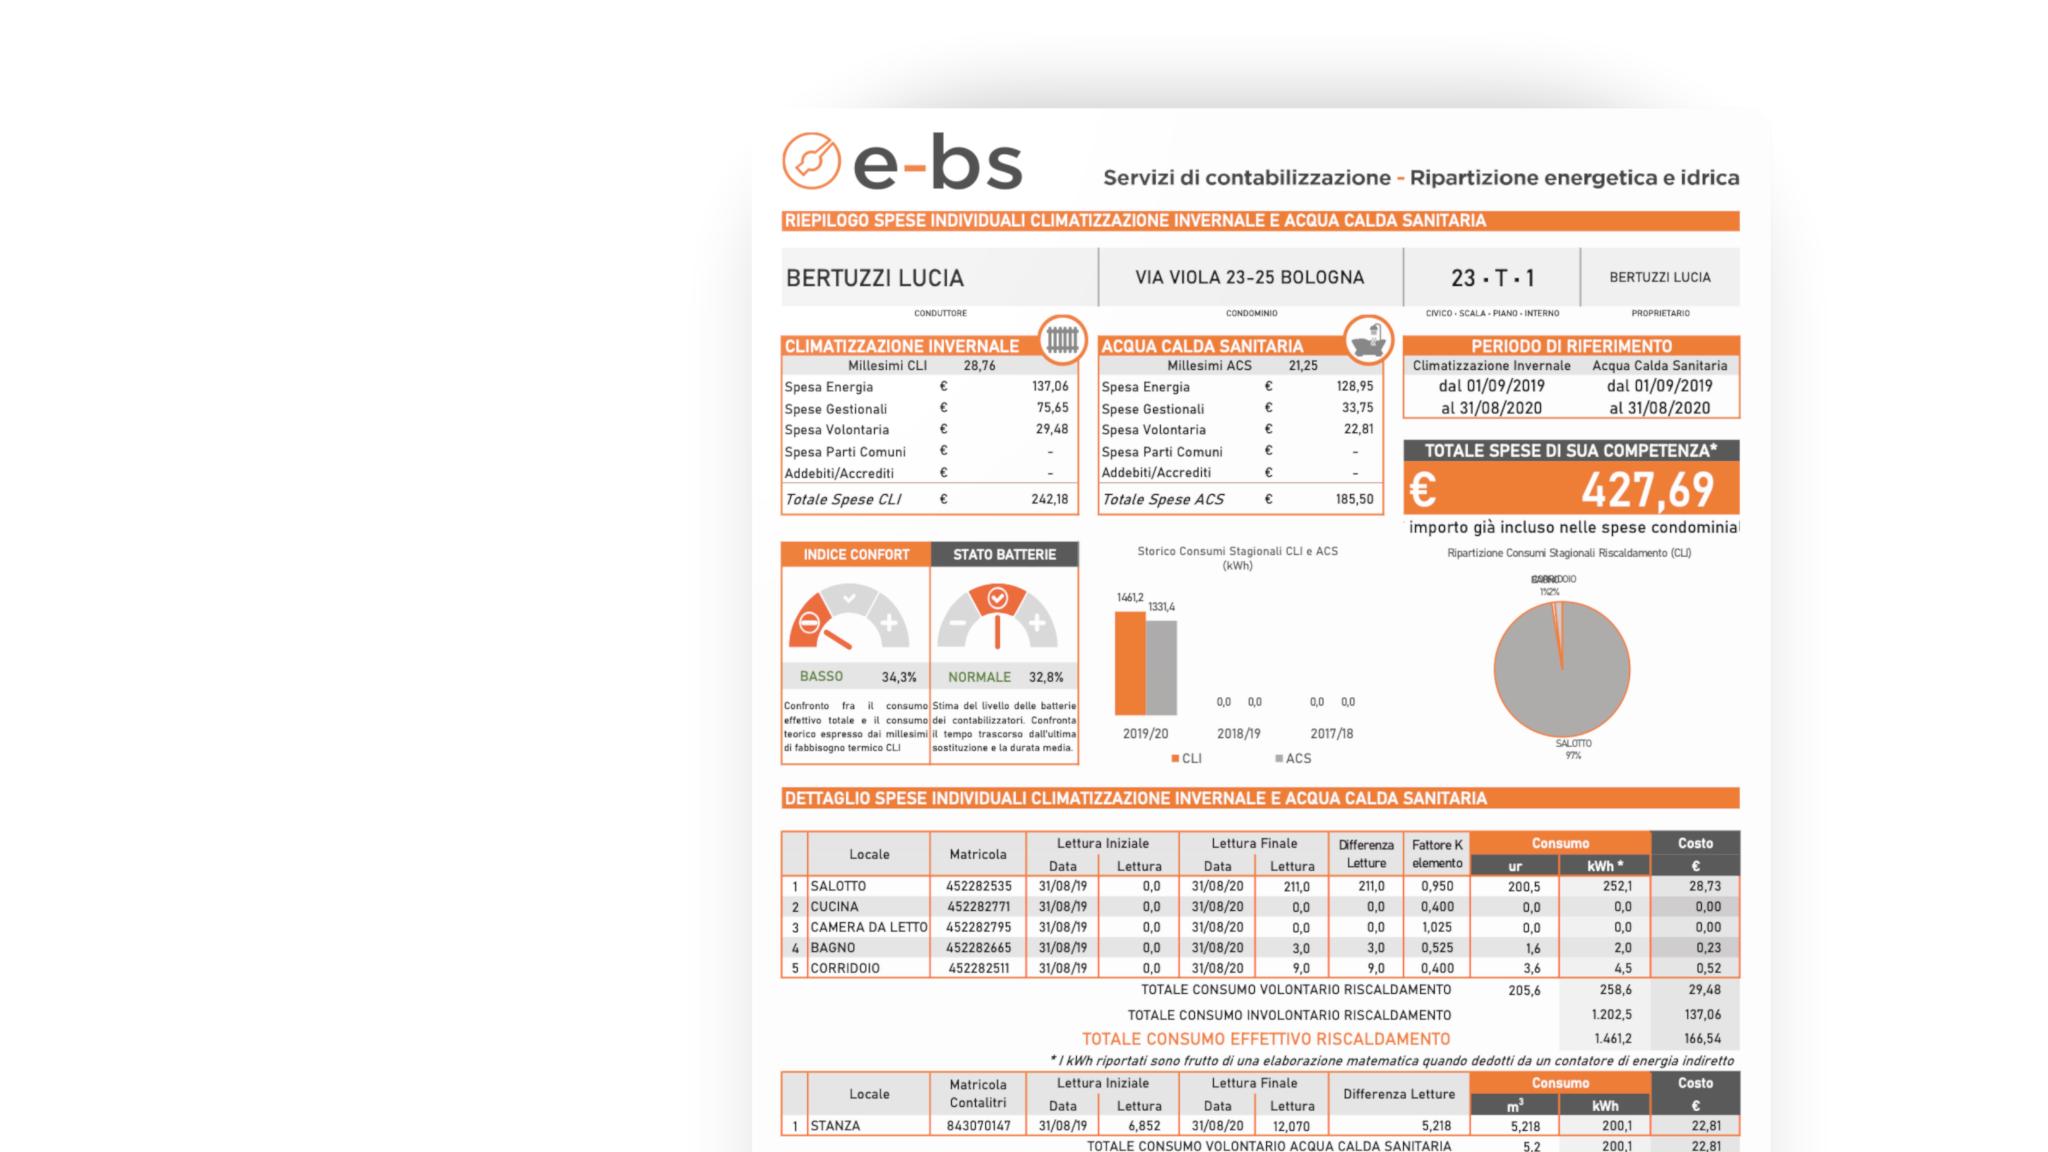 e-bs
Servizi di contabilizzazione - Ripartizione energetica e idrica
RIEPILOGO SPESE INDIVIDUALI CLIMATIZZAZIONE INVERNALE E ACQUA CALDA SANITARIA
BERTUZZI LUCIA VIA VIOLA 23-25 BOLOGNA 23 · T · 1 BERTUZZI LUCIA
CONDUTTORE CONDOMINIO CIVICO - SCALA - PIANO - INTERNO PROPRIETARIO
CLIMATIZZAZIONE INVERNALE
Millesimi CLI 28,76
Spesa Energia € 137,06
Spese Gestionali € 75,65
Spesa Volontaria € 29,48
Spesa Parti Comuni € -
Addebiti/Accrediti € -
Totale Spese CLI € 242,18
ACQUA CALDA SANITARIA
Millesimi ACS 21,25
Spesa Energia € 128,95
Spese Gestionali € 33,75
Spesa Volontaria € 22,81
Spesa Parti Comuni € -
Addebiti/Accrediti € -
Totale Spese ACS € 185,50
PERIODO DI RIFERIMENTO
Climatizzazione Invernale Acqua Calda Sanitaria
dal 01/09/2019 dal 01/09/2019
al 31/08/2020 al 31/08/2020
TOTALE SPESE DI SUA COMPETENZA*
€ 427,69
importo già incluso nelle spese condominial
INDICE CONFORT
BASSO 34,3%
Confronto fra il consumo
effettivo totale e il consumo
teorico espresso dai millesimi
di fabbisogno termico CLI
STATO BATTERIE
NORMALE 32,8%
Stima del livello delle batterie
dei contabilizzatori. Confronta
il tempo trascorso dall'ultima
sostituzione e la durata media.
Storico Consumi Stagionali CLI e ACS
(kWh)
1461,2
1331,4
0,0 0,0 0,0 0,0
2019/20 2018/19 2017/18
CLI ACS
Ripartizione Consumi Stagionali Riscaldamento (CLI)
CORRIDOIO
2%
SALOTTO
97%
DETTAGLIO SPESE INDIVIDUALI CLIMATIZZAZIONE INVERNALE E ACQUA CALDA SANITARIA
Locale Matricola Lettura Iniziale Lettura Finale Differenza Letture Fattore K elemento Consumo Costo
Data Lettura Data Lettura ur kWh * €
1 SALOTTO 452282535 31/08/19 0,0 31/08/20 211,0 211,0 0,950 200,5 252,1 28,73
2 CUCINA 452282771 31/08/19 0,0 31/08/20 0,0 0,0 0,400 0,0 0,0 0,00
3 CAMERA DA LETTO 452282795 31/08/19 0,0 31/08/20 0,0 0,0 1,025 0,0 0,0 0,00
4 BAGNO 452282665 31/08/19 0,0 31/08/20 3,0 3,0 0,525 1,6 2,0 0,23
5 CORRIDOIO 452282511 31/08/19 0,0 31/08/20 9,0 9,0 0,400 3,6 4,5 0,52
TOTALE CONSUMO VOLONTARIO RISCALDAMENTO 205,6 258,6 29,48
TOTALE CONSUMO INVOLONTARIO RISCALDAMENTO 1.202,5 137,06
TOTALE CONSUMO EFFETTIVO RISCALDAMENTO 1.461,2 166,54
* I kWh riportati sono frutto di una elaborazione matematica quando dedotti da un contatore di energia indiretto
Locale Matricola Contalitri Lettura Iniziale Lettura Finale Differenza Letture Consumo Costo
Data Lettura Data Lettura m³ kWh €
1 STANZA 843070147 31/08/19 6,852 31/08/20 12,070 5,218 5,218 200,1 22,81
TOTALE CONSUMO VOLONTARIO ACQUA CALDA SANITARIA 5,2 200,1 22,81